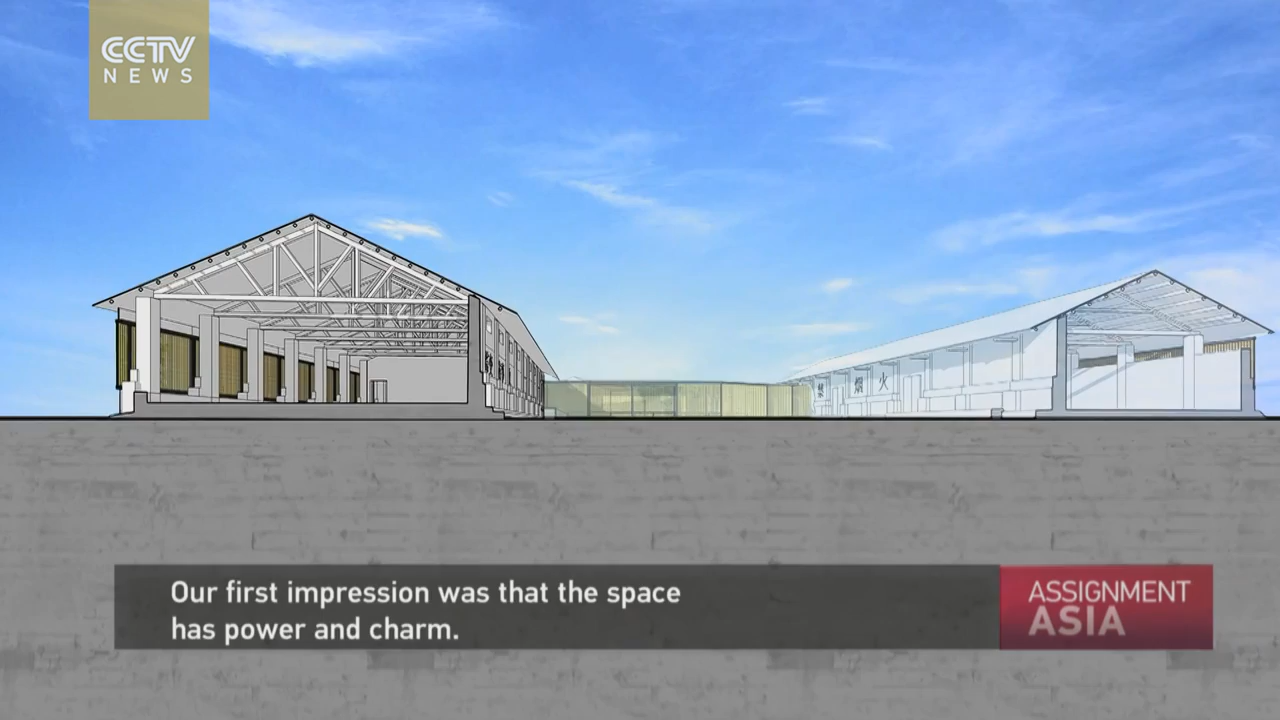 CCTV
NEWS
禁 烟 火
Our first impression was that the space
has power and charm.
ASSIGNMENT
ASIA